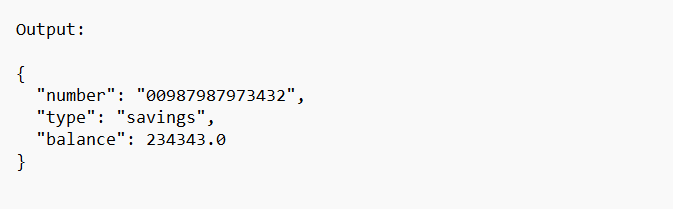 Output:
{
  "number": "00987987973432",
  "type": "savings",
  "balance": 234343.0
}